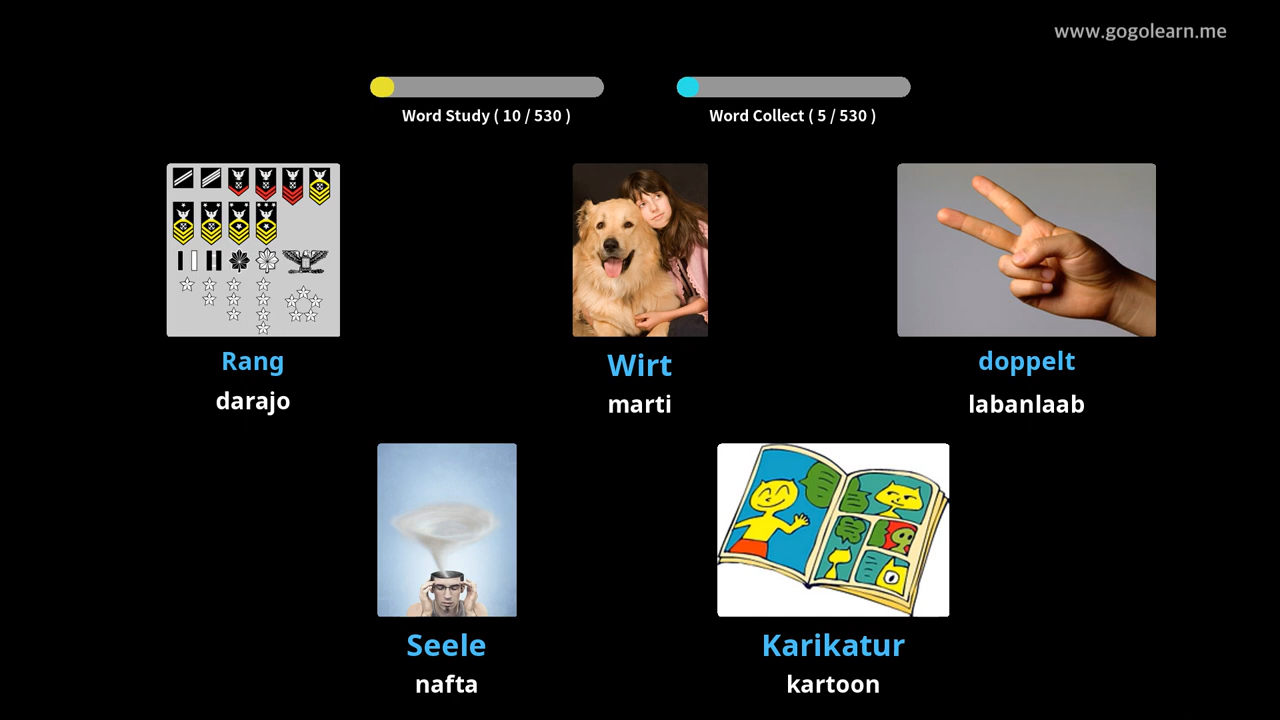 www.gogolearn.me
Word Study ( 10 / 530 )
Word Collect ( 5 / 530 )
Rang
darajo
Wirt
marti
doppelt
labanlaab
Seele
nafta
Karikatur
kartoon